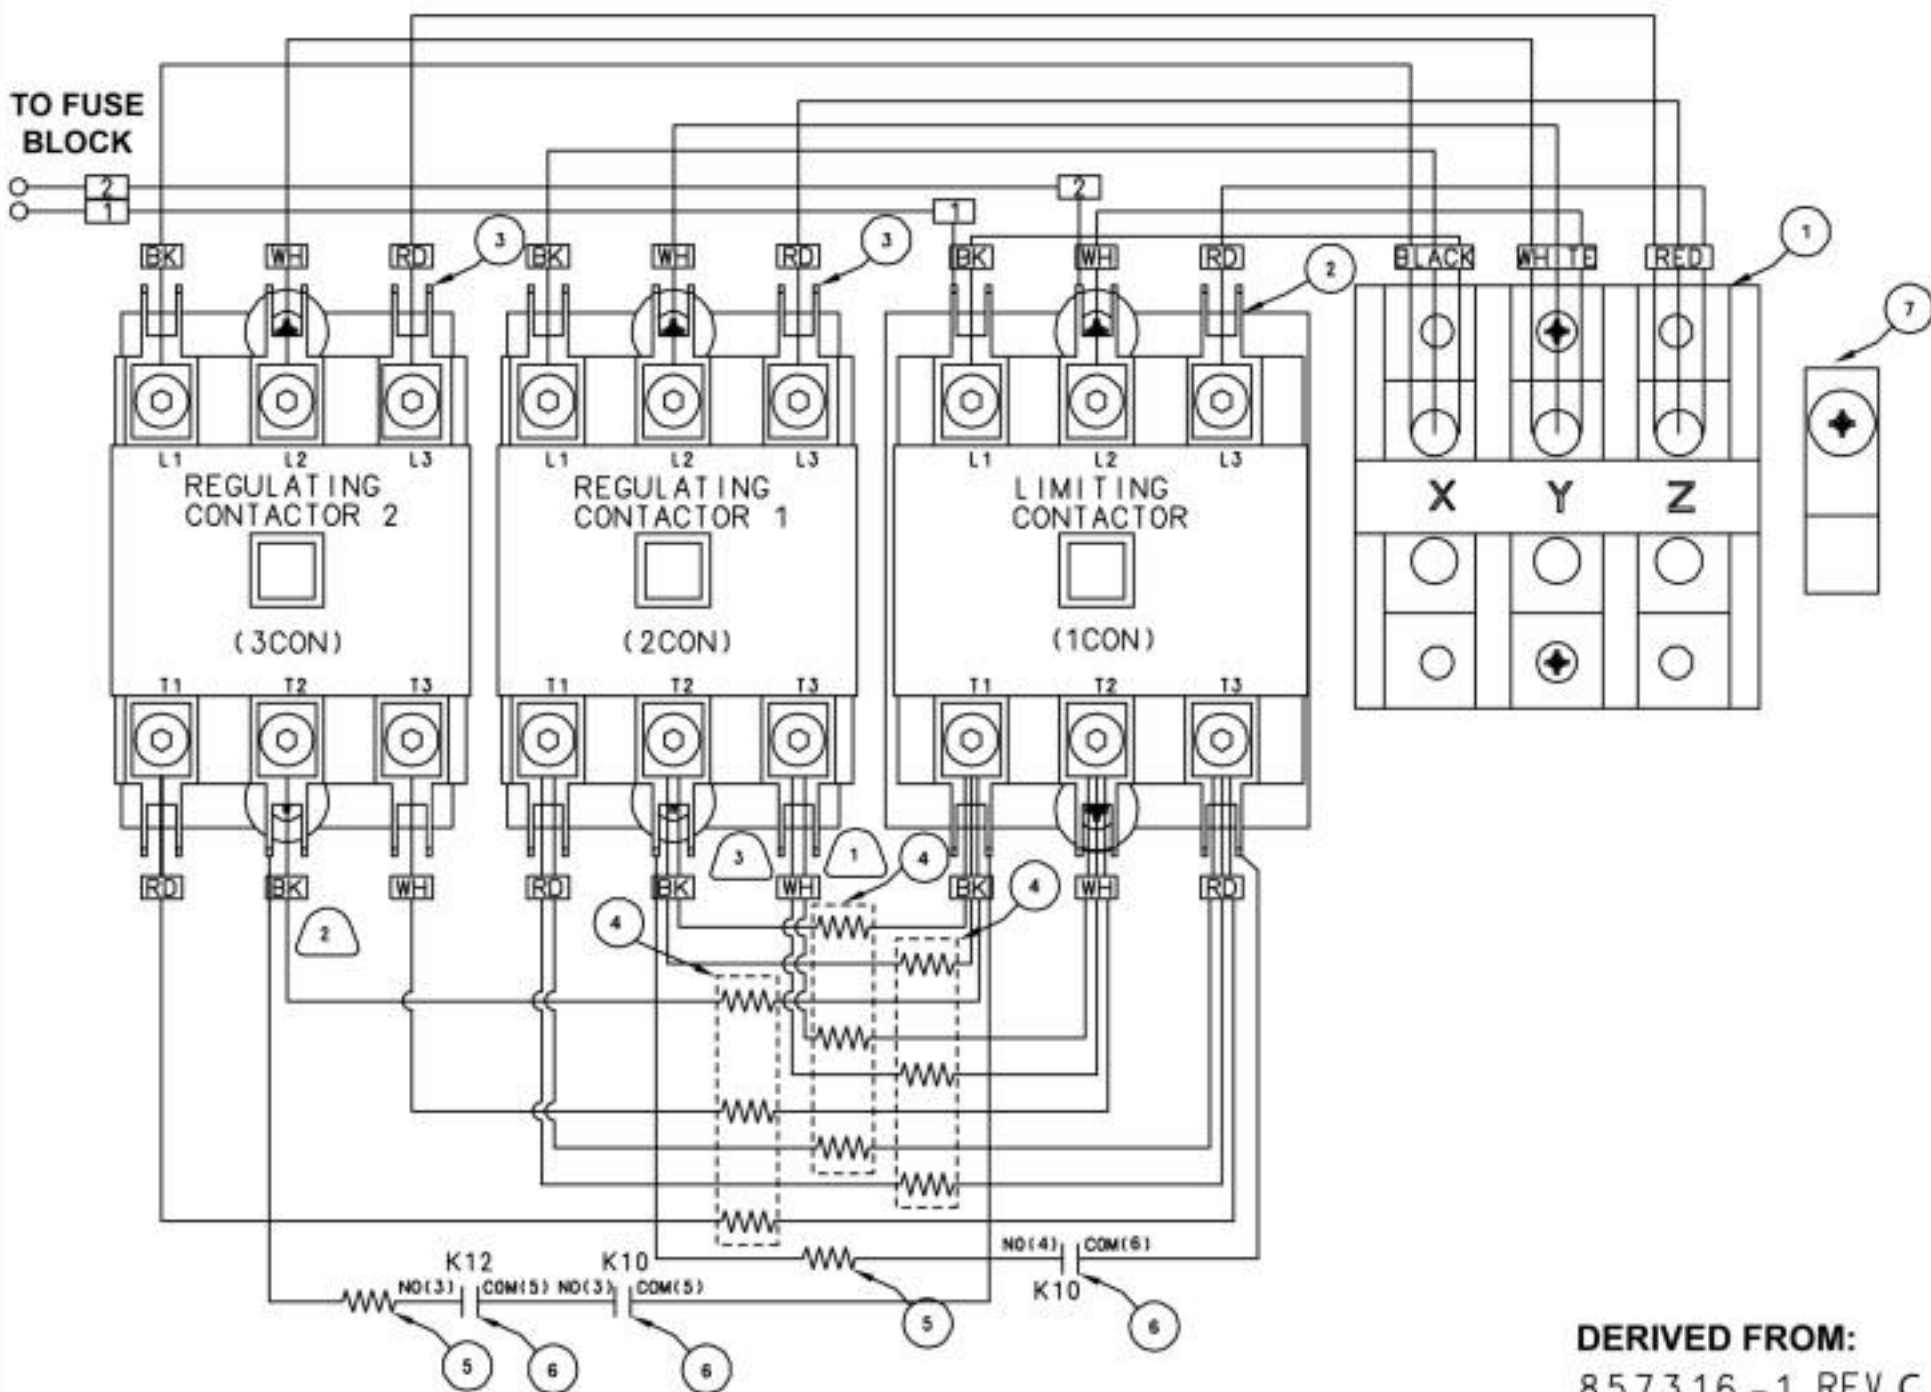 TO FUSE
BLOCK
2
1
2
1
BK WH RD 3 BK WH RD 3 BK WH RD 2 BLACK WHITE RED 1
7
L1 L2 L3 L1 L2 L3 L1 L2 L3
REGULATING
CONTACTOR 2
REGULATING
CONTACTOR 1
LIMITING
CONTACTOR
X Y Z
(3CON) (2CON) (1CON)
T1 T2 T3 T1 T2 T3 T1 T2 T3
3 1 4
RD BK WH RD BK WH BK WH RD
4
2 4
NO(4) COM(6)
K10
K12 K10
NO(3) COM(5) NO(3) COM(5)
5 6 6 5 6
DERIVED FROM:
857316-1 REV C